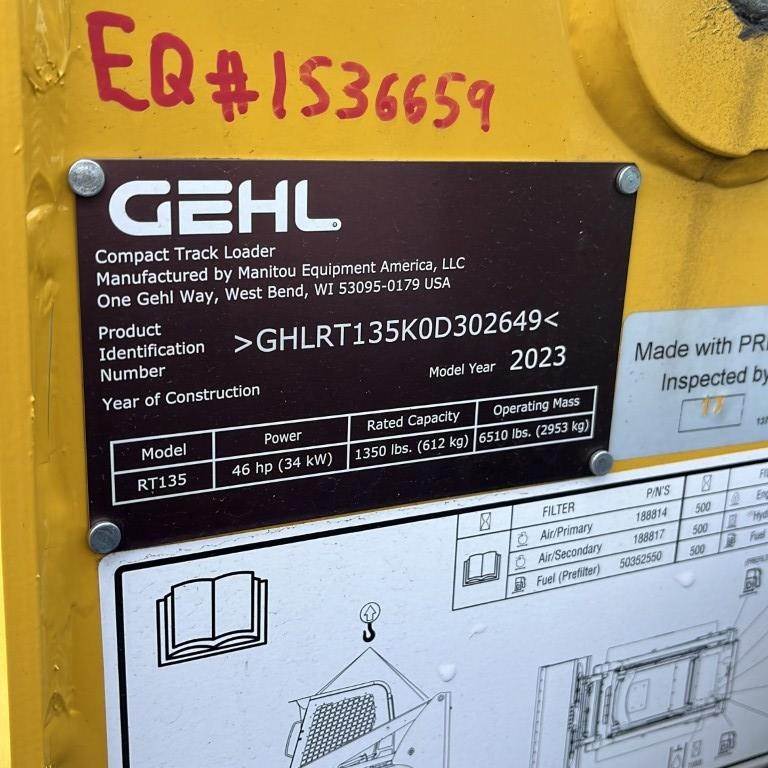 EQ#1536659
GEHL
Compact Track Loader
Manufactured by Manitou Equipment America, LLC
One Gehl Way, West Bend, WI 53095-0179 USA
Product
Identification
Number
>GHLRT135K0D302649<
Model Year 2023
Year of Construction
Model Power Rated Capacity Operating Mass
RT135 46 hp (34 kW) 1350 lbs. (612 kg) 6510 lbs. (2953 kg)
Made with
Inspected by
13
FILTER P/N'S
Air/Primary 188814 500
Air/Secondary 188817 500
Fuel (Prefilter) 50352550 500
Fuel